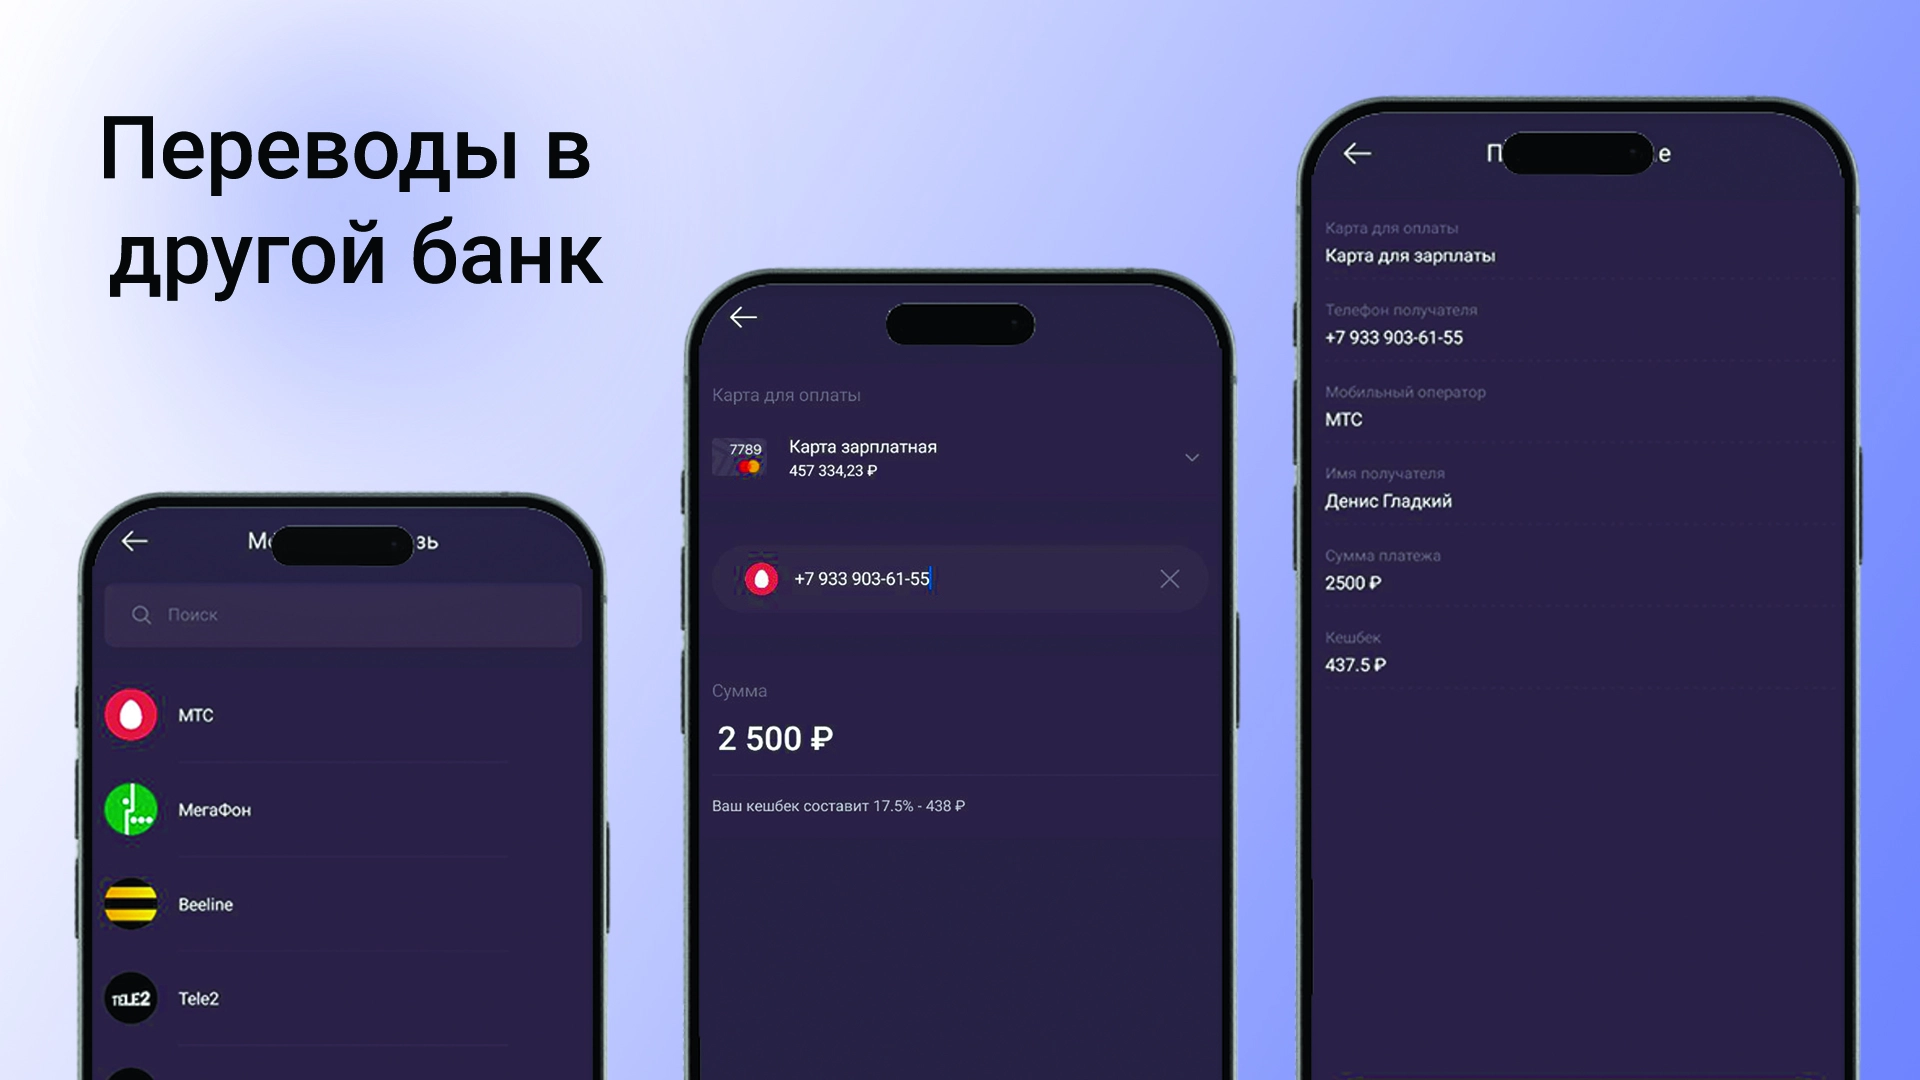 Переводы в
другой банк
Поиск
МТС
МегаФон
Beeline
TELE2
Tele2
Карта для оплаты
7789
Карта зарплатная
457 334,23 ₽
+7 933 903-61-55
Сумма
2 500 ₽
Ваш кешбек составит 17.5% - 438 ₽
Карта для оплаты
Карта для зарплаты
Телефон получателя
+7 933 903-61-55
Мобильный оператор
МТС
Имя получателя
Денис Гладкий
Сумма платежа
2500 ₽
Кешбек
437.5 ₽